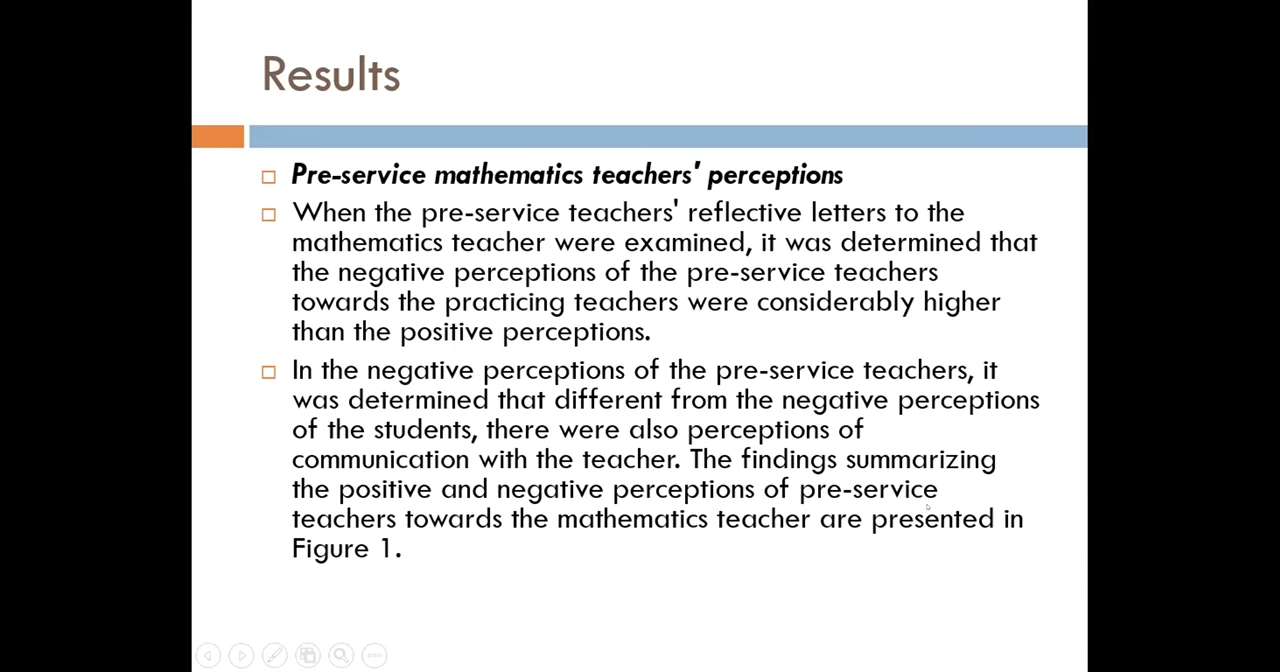 Results
Pre-service mathematics teachers' perceptions
When the pre-service teachers' reflective letters to the
mathematics teacher were examined, it was determined that
the negative perceptions of the pre-service teachers
towards the practicing teachers were considerably higher
than the positive perceptions.
In the negative perceptions of the pre-service teachers, it
was determined that different from the negative perceptions
of the students, there were also perceptions of
communication with the teacher. The findings summarizing
the positive and negative perceptions of pre-service
teachers towards the mathematics teacher are presented in
Figure 1.